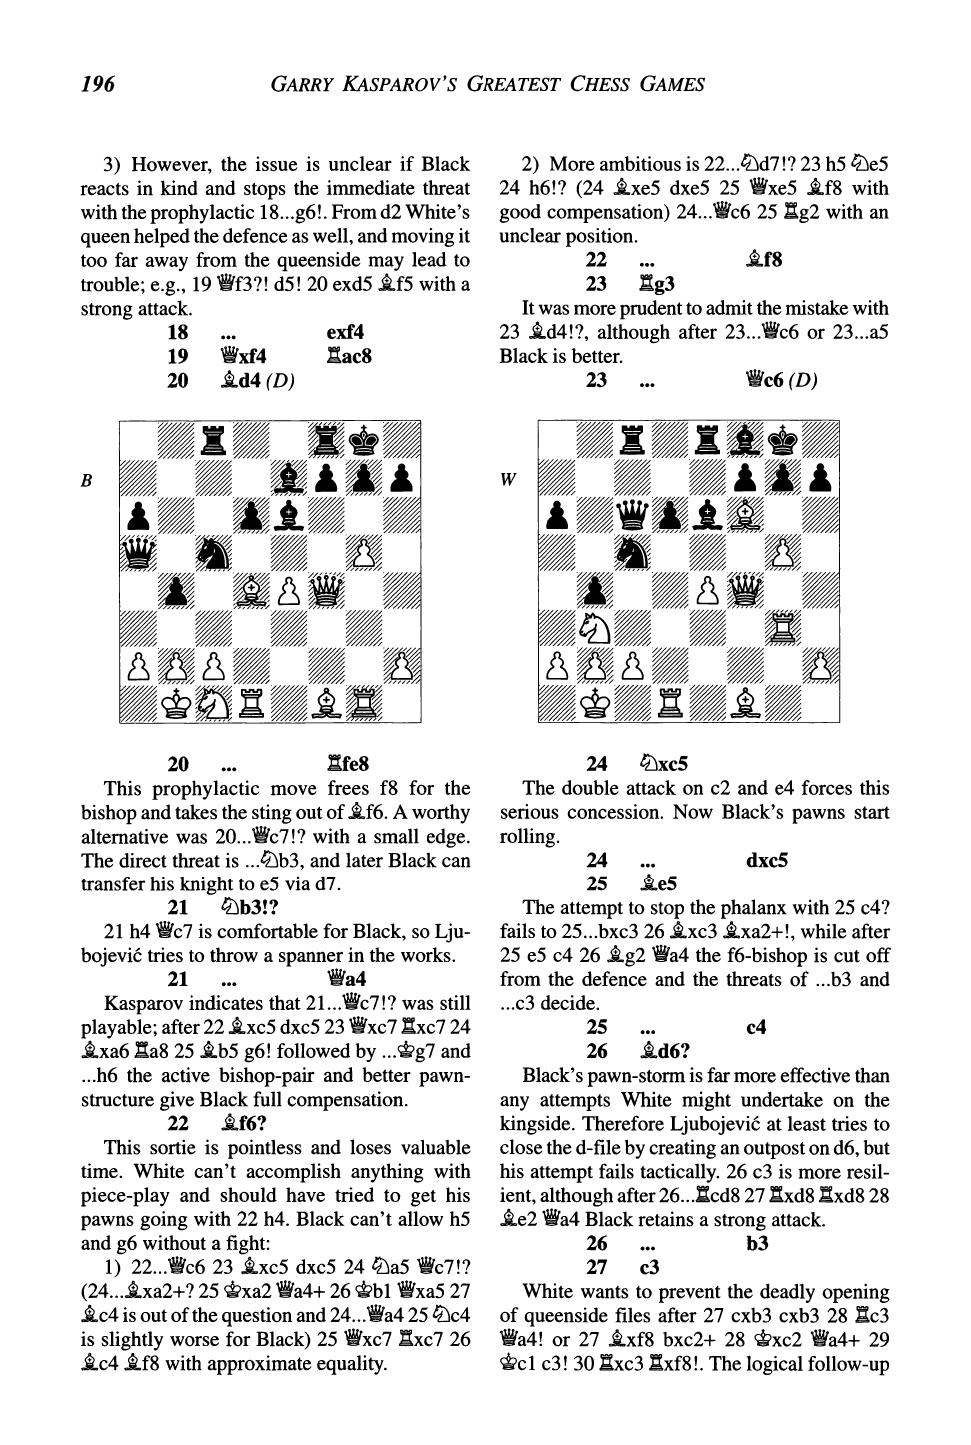 196
GARRY KASPAROV'S GREATEST CHESS GAMES
3) However, the issue is unclear if Black
reacts in kind and stops the immediate threat
with the prophylactic 18...g6!. From d2 White's
queen helped the defence as well, and moving it
too far away from the queenside may lead to
trouble; e.g., 19 ♕f3?! d5! 20 exd5 ♗f5 with a
strong attack.
18 ... exf4
19 ♕xf4 ♖ac8
20 ♗d4 (D)
B
20 ... ♖fe8
This prophylactic move frees f8 for the
bishop and takes the sting out of ♗f6. A worthy
alternative was 20...♕c7!? with a small edge.
The direct threat is ...♘b3, and later Black can
transfer his knight to e5 via d7.
21 ♘b3!?
21 h4 ♕c7 is comfortable for Black, so Lju-
bojević tries to throw a spanner in the works.
21 ... ♕a4
Kasparov indicates that 21...♕c7!? was still
playable; after 22 ♗xc5 dxc5 23 ♕xc7 ♖xc7 24
♗xa6 ♖a8 25 ♗b5 g6! followed by ...♔g7 and
...h6 the active bishop-pair and better pawn-
structure give Black full compensation.
22 ♗f6?
This sortie is pointless and loses valuable
time. White can't accomplish anything with
piece-play and should have tried to get his
pawns going with 22 h4. Black can't allow h5
and g6 without a fight:
1) 22...♕c6 23 ♗xc5 dxc5 24 ♘a5 ♕c7!?
(24...♗xa2+? 25 ♔xa2 ♕a4+ 26 ♔b1 ♕xa5 27
♗c4 is out of the question and 24...♕a4 25 ♘c4
is slightly worse for Black) 25 ♕xc7 ♖xc7 26
♗c4 ♗f8 with approximate equality.
2) More ambitious is 22...♘d7!? 23 h5 ♘e5
24 h6!? (24 ♗xe5 dxe5 25 ♕xe5 ♗f8 with
good compensation) 24...♕c6 25 ♖g2 with an
unclear position.
22 ... ♗f8
23 ♖g3
It was more prudent to admit the mistake with
23 ♗d4!?, although after 23...♕c6 or 23...a5
Black is better.
23 ... ♕c6 (D)
W
24 ♘xc5
The double attack on c2 and e4 forces this
serious concession. Now Black's pawns start
rolling.
24 ... dxc5
25 ♗e5
The attempt to stop the phalanx with 25 c4?
fails to 25...bxc3 26 ♗xc3 ♗xa2+!, while after
25 e5 c4 26 ♗g2 ♕a4 the f6-bishop is cut off
from the defence and the threats of ...b3 and
...c3 decide.
25 ... c4
26 ♗d6?
Black's pawn-storm is far more effective than
any attempts White might undertake on the
kingside. Therefore Ljubojević at least tries to
close the d-file by creating an outpost on d6, but
his attempt fails tactically. 26 c3 is more resil-
ient, although after 26...♖cd8 27 ♖xd8 ♖xd8 28
♗e2 ♕a4 Black retains a strong attack.
26 ... b3
27 c3
White wants to prevent the deadly opening
of queenside files after 27 cxb3 cxb3 28 ♖c3
♕a4! or 27 ♗xf8 bxc2+ 28 ♔xc2 ♕a4+ 29
♔c1 c3! 30 ♖xc3 ♖xf8!. The logical follow-up